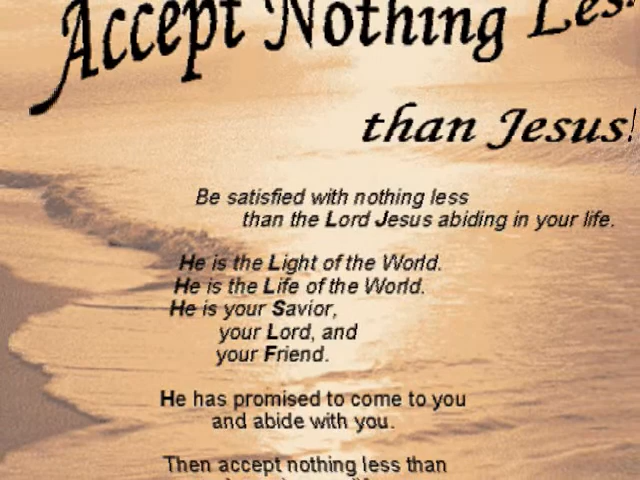 Accept Nothing Less
than Jesus!
Be satisfied with nothing less
than the Lord Jesus abiding in your life.
He is the Light of the World.
He is the Life of the World.
He is your Savior,
your Lord, and
your Friend.
He has promised to come to you
and abide with you.
Then accept nothing less than